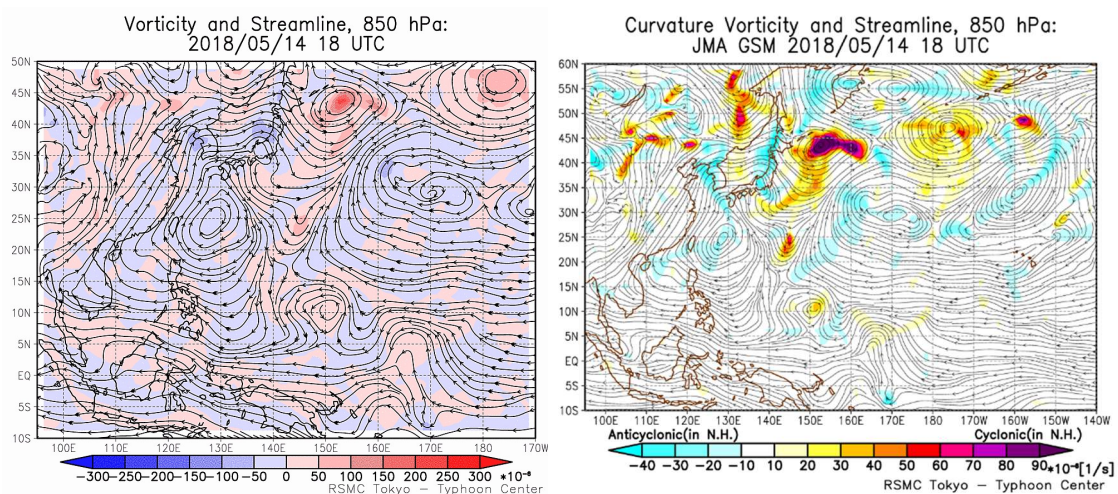 Vorticity and Streamline, 850 hPa:
2018/05/14 18 UTC
50N
45N
40N
35N
30N
25N
20N
15N
10N
5N
EQ
5S
10S
100E 110E 120E 130E 140E 150E 160E 170E 180 170W
-300-250-200-150-100 -50 0 50 100 150 200 250 300 *10⁻⁶
RSMC Tokyo - Typhoon Center
Curvature Vorticity and Streamline, 850 hPa:
JMA GSM 2018/05/14 18 UTC
60N
55N
50N
45N
40N
35N
30N
25N
20N
15N
10N
5N
EQ
5S
10S
100E 110E 120E 130E 140E 150E 160E 170E 180 170W 160W 150W 140W
Anticyclonic(in N.H.) Cyclonic(in N.H.)
-40 -30 -20 -10 10 20 30 40 50 60 70 80 90*10⁻⁶[1/s]
RSMC Tokyo - Typhoon Center